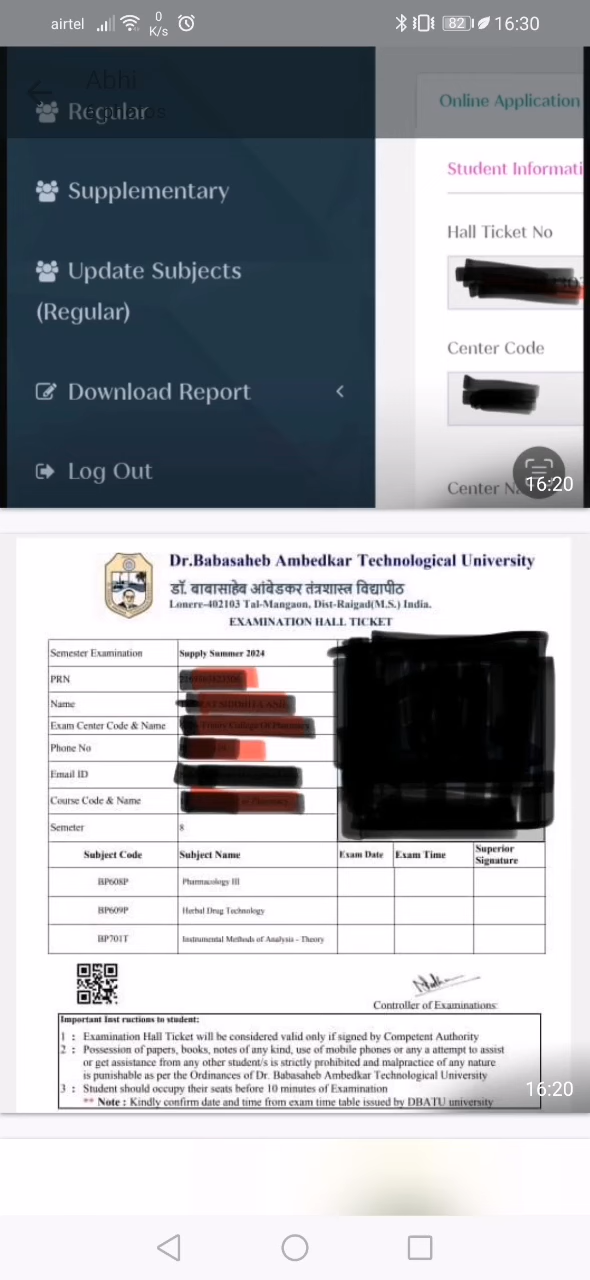 airtel 0 K/s 82 16:30
Abhi
Regular
Online Application
Supplementary
Student Informati
Hall Ticket No
Update Subjects
(Regular)
Center Code
Download Report
Log Out
Center N
16:20
Dr.Babasaheb Ambedkar Technological University
डॉ. बाबासाहेब आंबेडकर तंत्रशास्त्र विद्यापीठ
Lonere-402103 Tal-Mangaon, Dist-Raigad(M.S.) India.
EXAMINATION HALL TICKET
Semester Examination Supply Summer 2024
PRN
Name
Exam Center Code & Name
Phone No
Email ID
Course Code & Name
Semeter 8
Subject Code Subject Name Exam Date Exam Time Superior Signature
BP608P Pharmacology III
BP609P Herbal Drug Technology
BP701T Instrumental Methods of Analysis - Theory
Controller of Examinations:
Important Inst ructions to student:
1 : Examination Hall Ticket will be considered valid only if signed by Competent Authority
2 : Possession of papers, books, notes of any kind, use of mobile phones or any a attempt to assist
or get assistance from any other student/s is strictly prohibited and malpractice of any nature
is punishable as per the Ordinances of Dr. Babasaheb Ambedkar Technological University
3 : Student should occupy their seats before 10 minutes of Examination
** Note : Kindly confirm date and time from exam time table issued by DBATU university
16:20